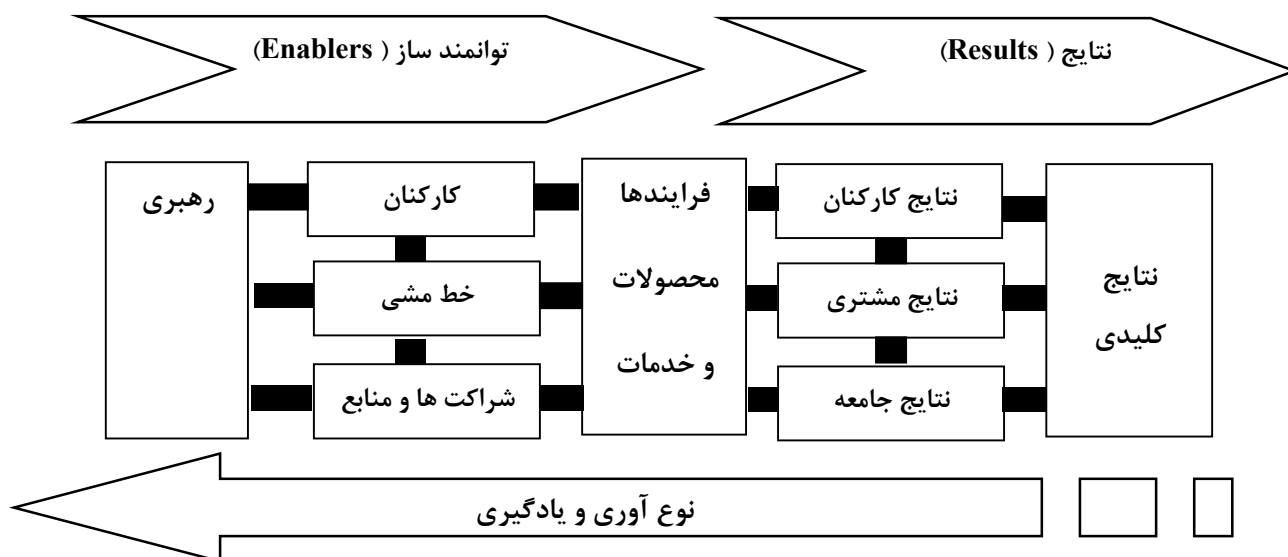 توانمند ساز ( Enablers)
نتایج ( Results)
رهبری
کارکنان
خط مشی
شراکت ها و منابع
فرایندها
محصولات
و خدمات
نتایج کارکنان
نتایج مشتری
نتایج جامعه
نتایج
کلیدی
نوع آوری و یادگیری